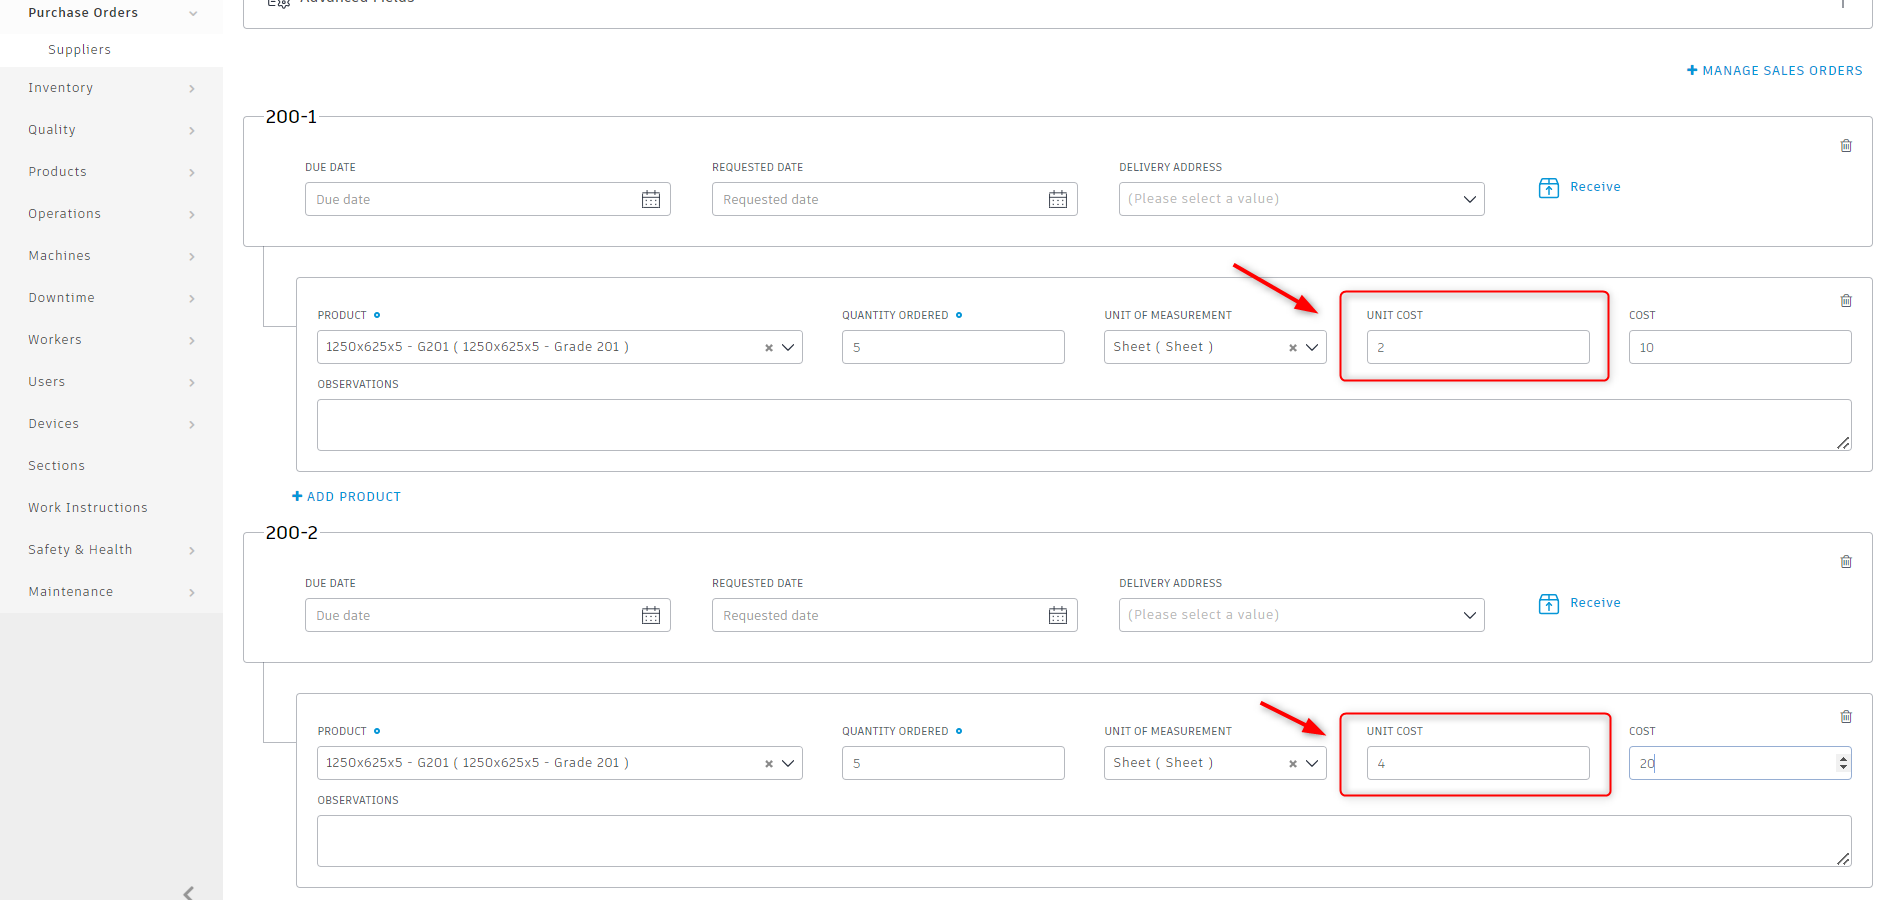 Purchase Orders
Advanced Fields
Suppliers
Inventory
Quality
Products
Operations
Machines
Downtime
Workers
Users
Devices
Sections
Work Instructions
Safety & Health
Maintenance
MANAGE SALES ORDERS
200-1
DUE DATE REQUESTED DATE DELIVERY ADDRESS
Due date Requested date (Please select a value) Receive
PRODUCT QUANTITY ORDERED UNIT OF MEASUREMENT UNIT COST COST
1250x625x5 - G201 ( 1250x625x5 - Grade 201 ) 5 Sheet ( Sheet ) 2 10
OBSERVATIONS
ADD PRODUCT
200-2
DUE DATE REQUESTED DATE DELIVERY ADDRESS
Due date Requested date (Please select a value) Receive
PRODUCT QUANTITY ORDERED UNIT OF MEASUREMENT UNIT COST COST
1250x625x5 - G201 ( 1250x625x5 - Grade 201 ) 5 Sheet ( Sheet ) 4 20
OBSERVATIONS